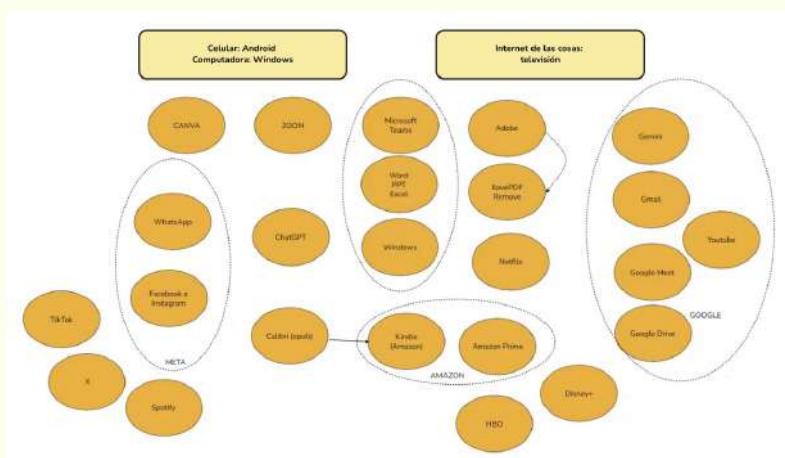 Celular: Android
Computadora: Windows
Internet de las cosas:
televisión
CANVA
ZOOM
Microsoft
Teams
Adobe
Gemini
Word
PPT
Excel
ilovePDF
Remove
Gmail
WhatsApp
ChatGPT
Windows
Netflix
Youtube
Google Meet
Facebook e
Instagram
TikTok
Calibri (epub)
Kindle
(Amazon)
Amazon Prime
Google Drive
GOOGLE
META
AMAZON
X
Spotify
Disney+
HBO